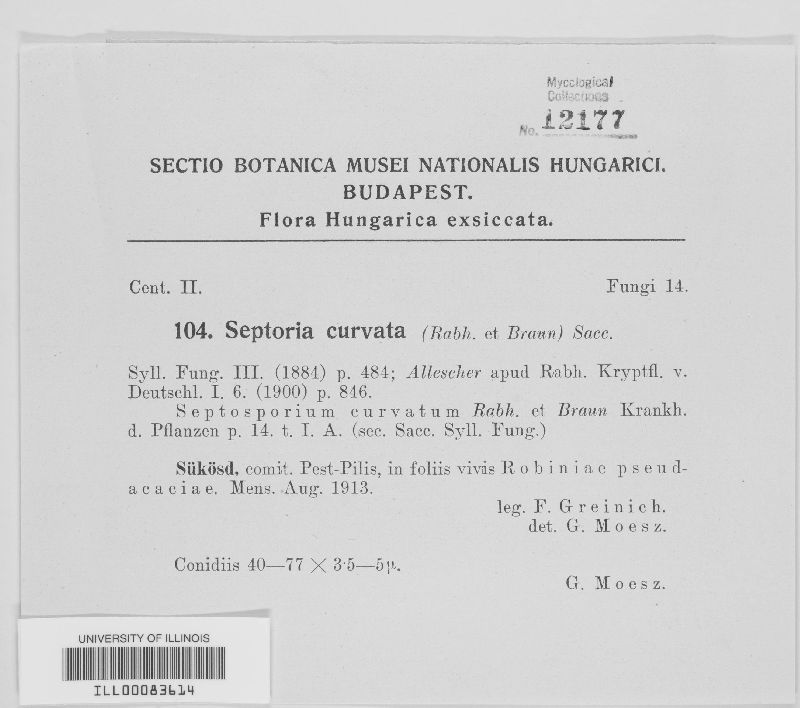 Mycological
Collections
No. 12177
SECTIO BOTANICA MUSEI NATIONALIS HUNGARICI.
BUDAPEST.
Flora Hungarica exsiccata.
Cent. II. Fungi 14.
104. Septoria curvata (Rabh. et Braun) Sacc.
Syll. Fung. III. (1884) p. 484; Allescher apud Rabh. Kryptfl. v.
Deutschl. I. 6. (1900) p. 846.
Septosporium curvatum Rabh. et Braun Krankh.
d. Pflanzen p. 14. t. I. A. (sec. Sacc. Syll. Fung.)
Sükösd, comit. Pest-Pilis, in foliis vivis Robiniae pseud-
acaciae. Mens. Aug. 1913.
leg. F. Greinich.
det. G. Moesz.
Conidiis 40—77 × 3·5—5 μ.
G. Moesz.
UNIVERSITY OF ILLINOIS
ILL00083614